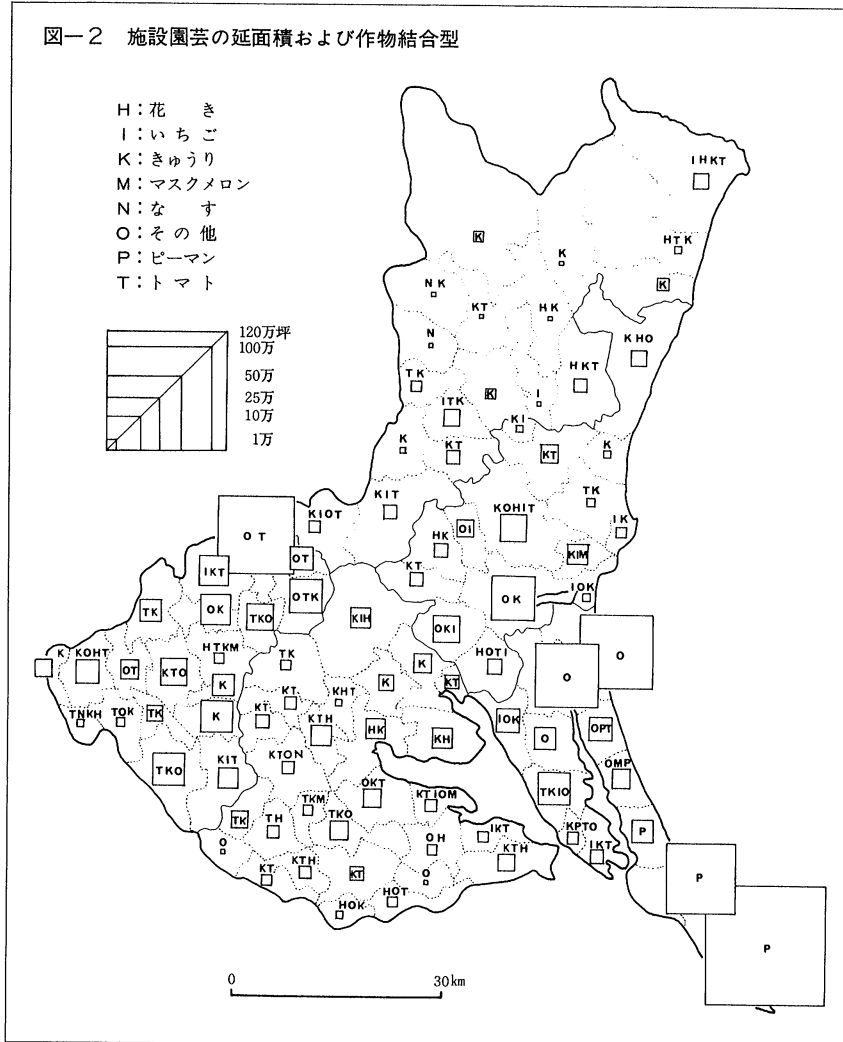 図―2 施設園芸の延面積および作物結合型
H：花き
I：いちご
K：きゅうり
M：マスクメロン
N：なす
O：その他
P：ピーマン
T：トマト
120万坪
100万
50万
25万
10万
1万
IHKT
K
HTK
K
K
NK
KT
HK
N
KHO
TK
HKT
K
I
ITK
KI
K
KT
KT
K
KIT
KOHIT
TK
KIOT
OT
OI
IK
HK
KIM
OT
KT
IKT
OTK
OK
IOK
TK
OK
TKO
KIH
OKI
HOTI
O
O
K
KOHT
OT
KTO
HTKM
TK
K
K
KT
K
KT
KHT
TNKH
TOK
TK
K
KT
KTH
HK
KH
IOK
O
OPT
TKO
KIT
KTON
OKT
KTIOM
TKIO
OMP
TK
TH
TKM
TKO
IKT
KPTO
IKT
P
O
OH
KTH
KT
KTH
KT
O
P
HOK
HOT
P
0
30km